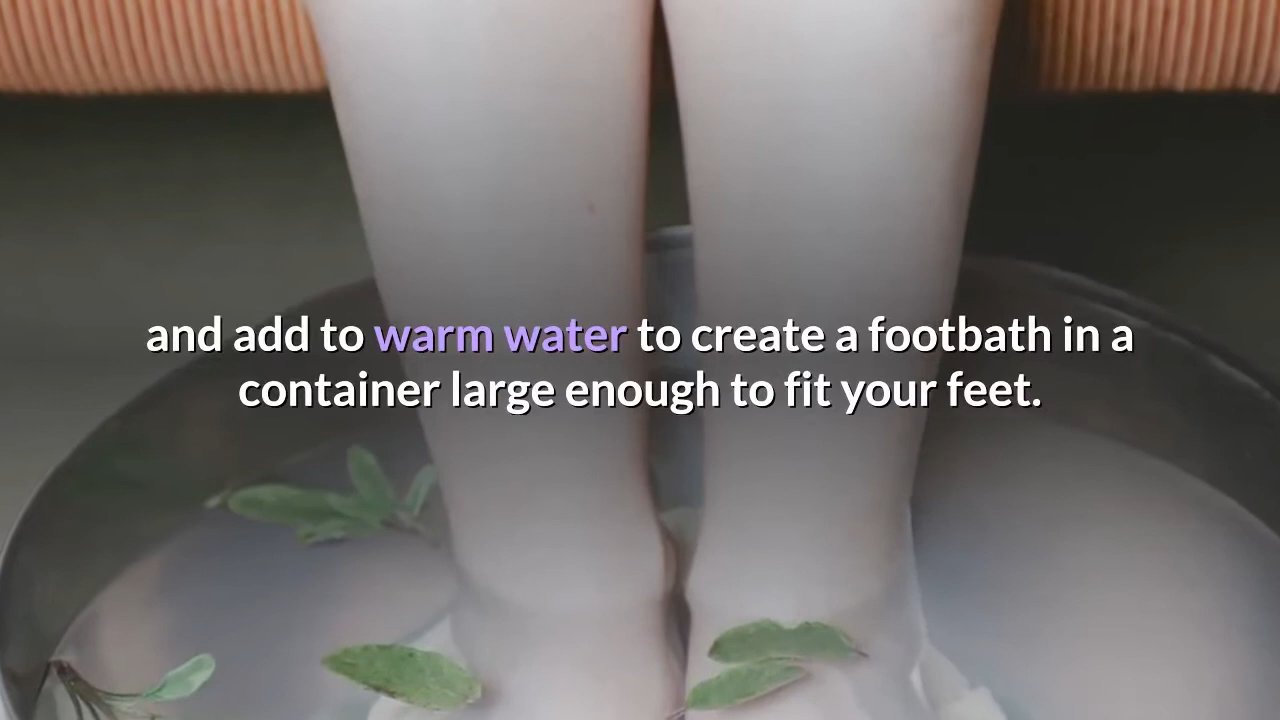 and add to warm water to create a footbath in a
container large enough to fit your feet.